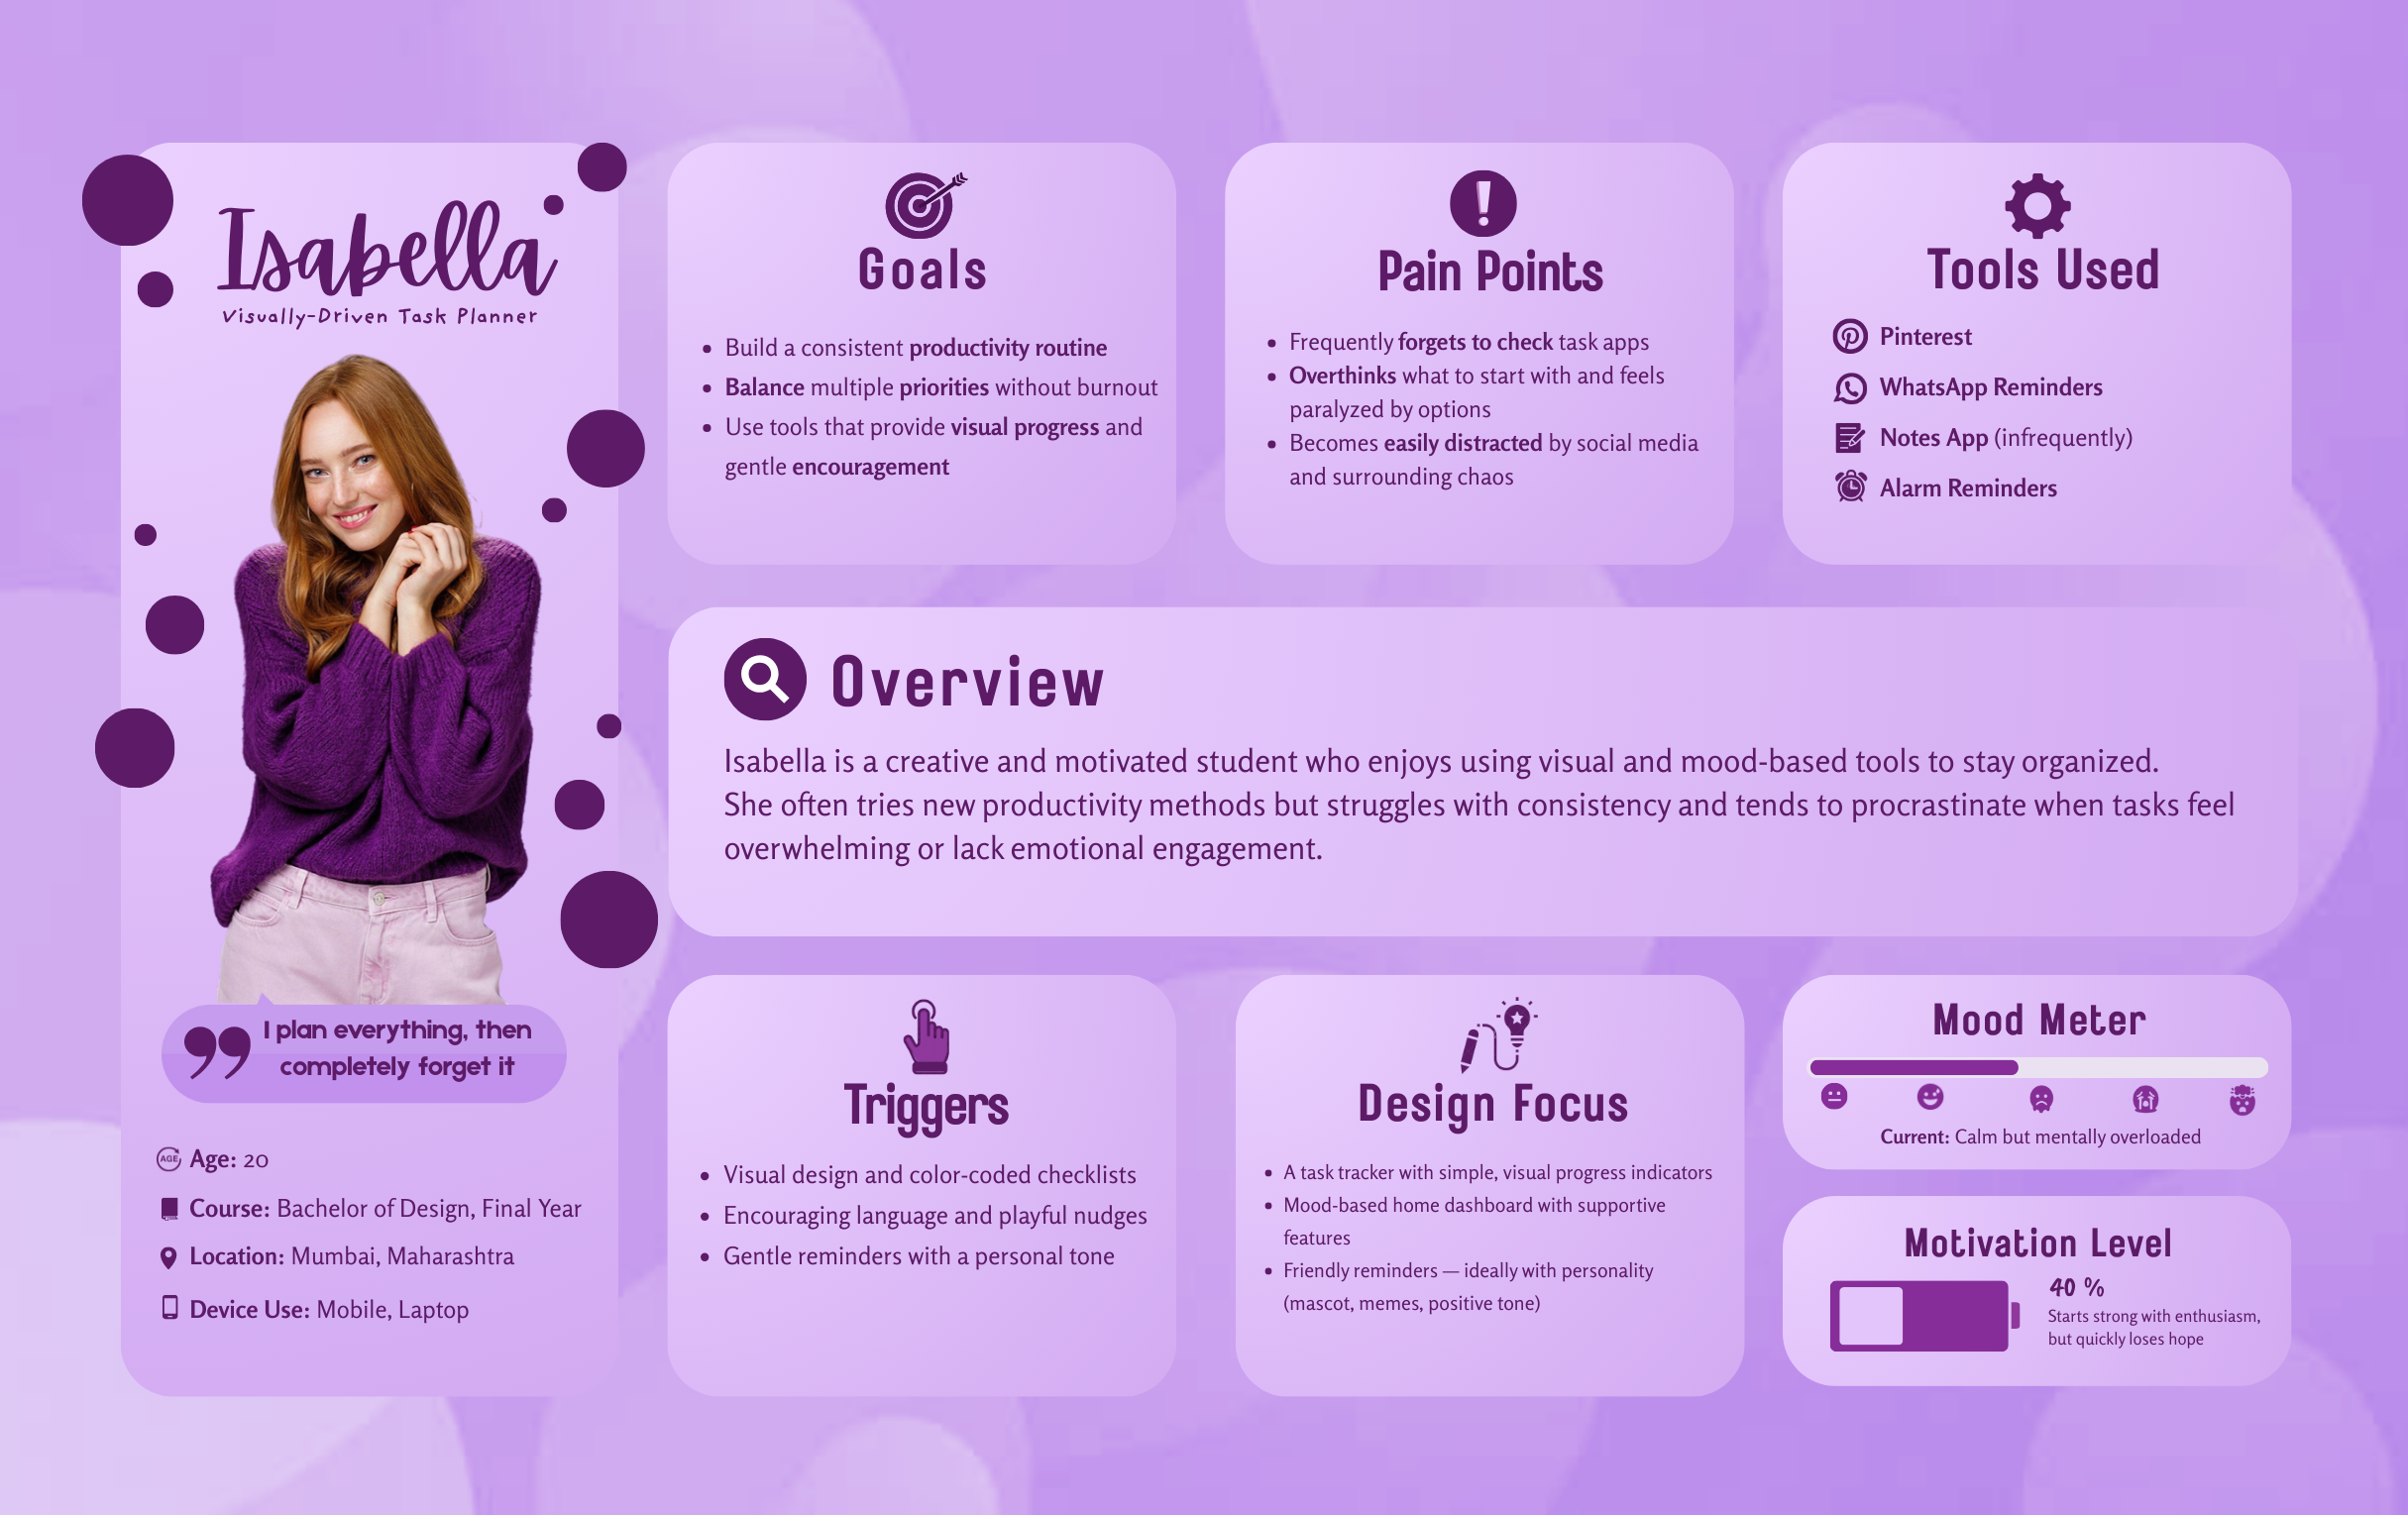 Isabella
Visually-Driven Task Planner
I plan everything, then
completely forget it
AGE Age: 20
Course: Bachelor of Design, Final Year
Location: Mumbai, Maharashtra
Device Use: Mobile, Laptop
Goals
• Build a consistent productivity routine
• Balance multiple priorities without burnout
• Use tools that provide visual progress and
gentle encouragement
Pain Points
• Frequently forgets to check task apps
• Overthinks what to start with and feels
paralyzed by options
• Becomes easily distracted by social media
and surrounding chaos
Tools Used
Pinterest
WhatsApp Reminders
Notes App (infrequently)
Alarm Reminders
Overview
Isabella is a creative and motivated student who enjoys using visual and mood-based tools to stay organized.
She often tries new productivity methods but struggles with consistency and tends to procrastinate when tasks feel
overwhelming or lack emotional engagement.
Triggers
• Visual design and color-coded checklists
• Encouraging language and playful nudges
• Gentle reminders with a personal tone
Design Focus
• A task tracker with simple, visual progress indicators
• Mood-based home dashboard with supportive
features
• Friendly reminders — ideally with personality
(mascot, memes, positive tone)
Mood Meter
Current: Calm but mentally overloaded
Motivation Level
40 %
Starts strong with enthusiasm,
but quickly loses hope